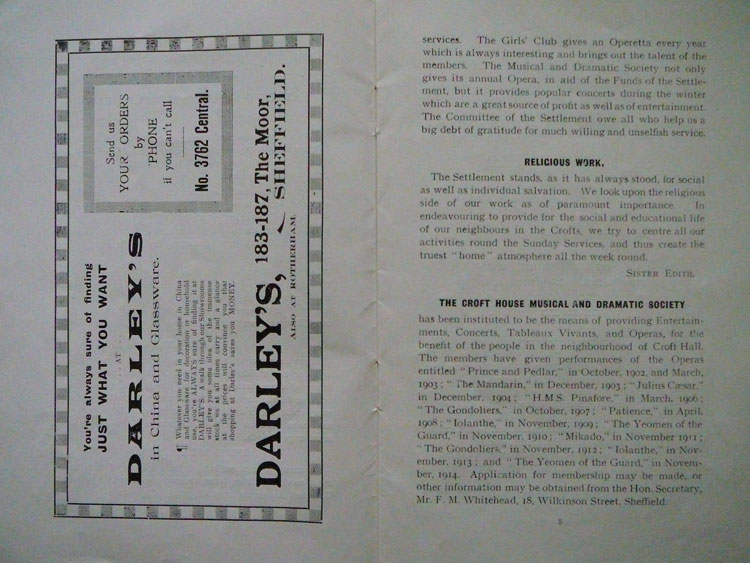 You're always sure of finding
JUST WHAT YOU WANT
AT . . .
DARLEY'S
in China and Glassware.
Send us
YOUR ORDERS
by
'PHONE
if you can't call
No. 3762 Central.
¶ Whatever you need in your home in China
and Glassware for decoration or household
use, you're ALWAYS sure of finding it at
DARLEY'S. A walk through our Showrooms
will give you some idea of the immense
stock we at all times carry and a glance
at the prices will convince you that
shopping at Darley's saves you MONEY.
DARLEY'S, 183-187, The Moor,
SHEFFIELD.
ALSO AT ROTHERHAM.
services. The Girls' Club gives an Operetta every year
which is always interesting and brings out the talent of the
members. The Musical and Dramatic Society not only
gives its annual Opera, in aid of the Funds of the Settle-
ment, but it provides popular concerts during the winter
which are a great source of profit as well as of entertainment.
The Committee of the Settlement owe all who help us a
big debt of gratitude for much willing and unselfish service.
RELIGIOUS WORK.
The Settlement stands, as it has always stood, for social
as well as individual salvation. We look upon the religious
side of our work as of paramount importance. In
endeavouring to provide for the social and educational life
of our neighbours in the Crofts, we try to centre all our
activities round the Sunday Services, and thus create the
truest "home" atmosphere all the week round.
SISTER EDITH.
THE CROFT HOUSE MUSICAL AND DRAMATIC SOCIETY
has been instituted to be the means of providing Entertain-
ments, Concerts, Tableaux Vivants, and Operas, for the
benefit of the people in the neighbourhood of Croft Hall.
The members have given performances of the Operas
entitled "Prince and Pedlar," in October, 1902, and March,
1903; "The Mandarin," in December, 1903; "Julius Cæsar,"
in December, 1904; "H.M.S. Pinafore," in March, 1906;
"The Gondoliers," in October, 1907; "Patience," in April,
1908; "Iolanthe," in November, 1909; "The Yeomen of the
Guard," in November, 1910; "Mikado," in November 1911;
"The Gondoliers," in November, 1912; "Iolanthe," in Nov-
ember, 1913; and "The Yeomen of the Guard," in Novem-
ber, 1914. Application for membership may be made, or
other information may be obtained from the Hon. Secretary,
Mr. F. M. Whitehead, 18, Wilkinson Street, Sheffield.
5